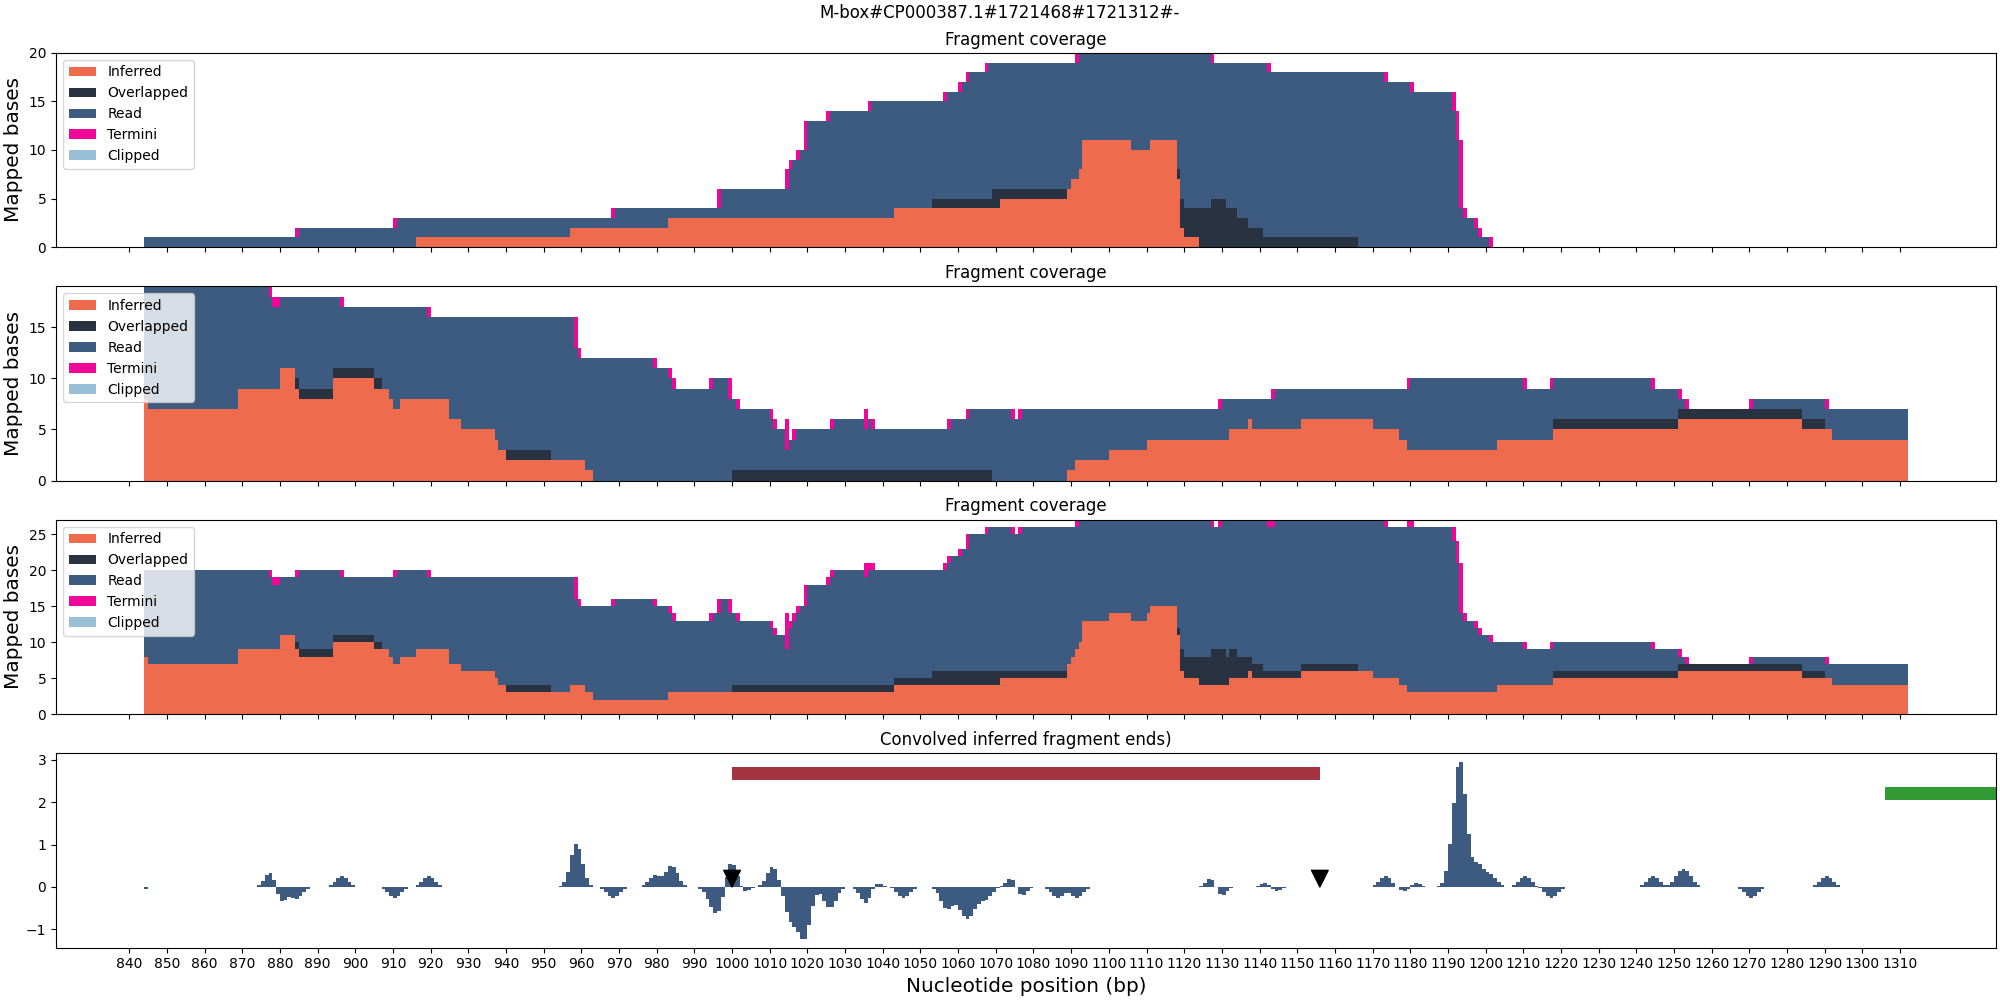 M-box#CP000387.1#1721468#1721312#-
Fragment coverage
Mapped bases
20
15
10
5
0
Inferred
Overlapped
Read
Termini
Clipped
Fragment coverage
Mapped bases
15
10
5
0
Inferred
Overlapped
Read
Termini
Clipped
Fragment coverage
Mapped bases
25
20
15
10
5
0
Inferred
Overlapped
Read
Termini
Clipped
Convolved inferred fragment ends)
3
2
1
0
−1
840 850 860 870 880 890 900 910 920 930 940 950 960 970 980 990 1000 1010 1020 1030 1040 1050 1060 1070 1080 1090 1100 1110 1120 1130 1140 1150 1160 1170 1180 1190 1200 1210 1220 1230 1240 1250 1260 1270 1280 1290 1300 1310
Nucleotide position (bp)